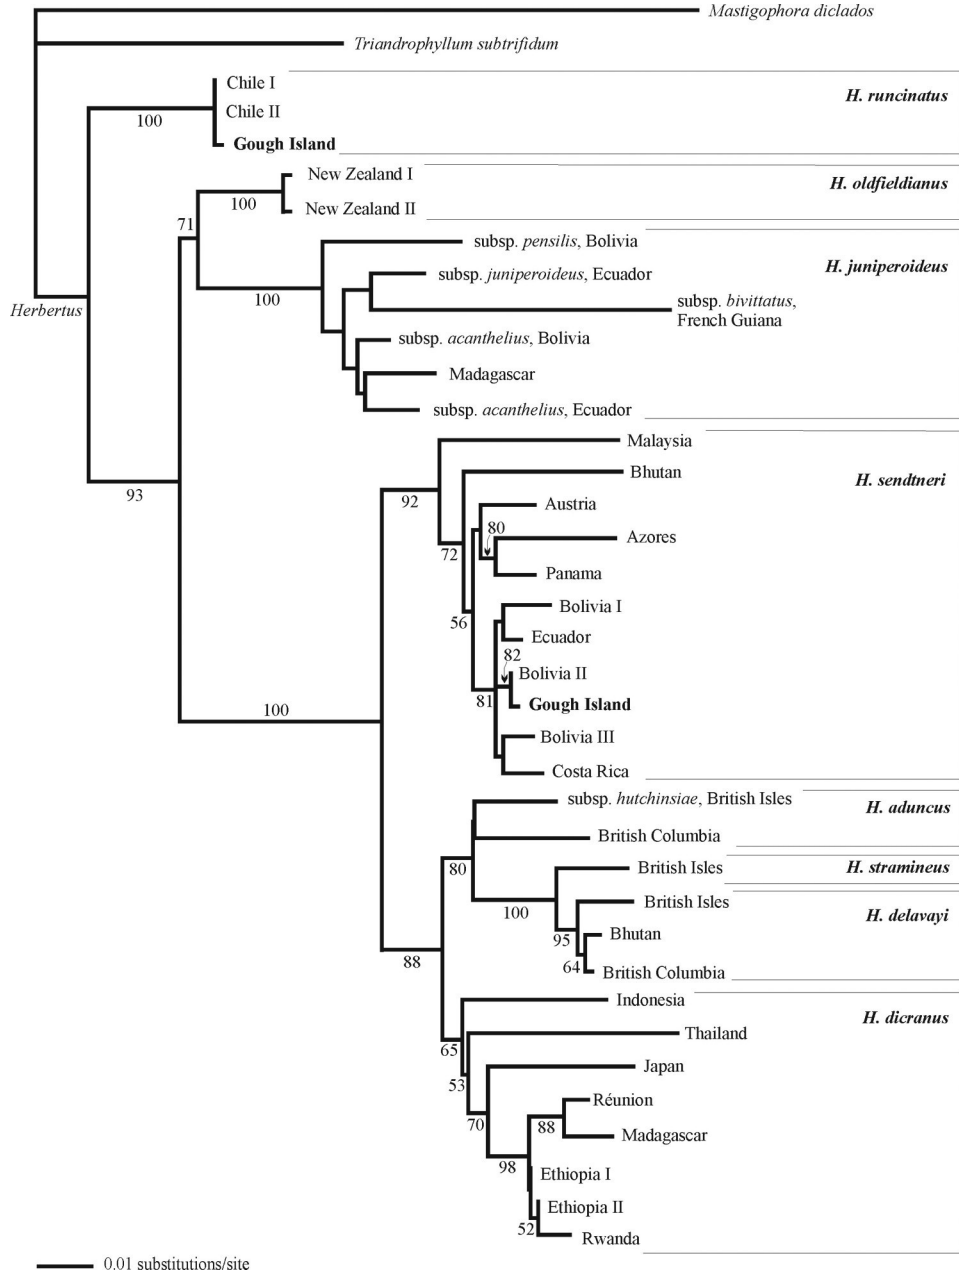 Mastigophora diclados
Triandrophyllum subtrifidum
Chile I
H. runcinatus
Chile II
100
Gough Island
New Zealand I
H. oldfieldianus
100
New Zealand II
71
subsp. pensilis, Bolivia
H. juniperoideus
subsp. juniperoideus, Ecuador
100
subsp. bivittatus,
French Guiana
Herbertus
subsp. acanthelius, Bolivia
Madagascar
subsp. acanthelius, Ecuador
Malaysia
Bhutan
H. sendtneri
93
92
Austria
80
Azores
72
Panama
Bolivia I
56
Ecuador
82
Bolivia II
81
Gough Island
100
Bolivia III
Costa Rica
subsp. hutchinsiae, British Isles
H. aduncus
British Columbia
80
British Isles
H. stramineus
100
British Isles
H. delavayi
95
Bhutan
88
64
British Columbia
Indonesia
H. dicranus
Thailand
65
Japan
53
Réunion
70
88
Madagascar
98
Ethiopia I
Ethiopia II
52
Rwanda
0.01 substitutions/site